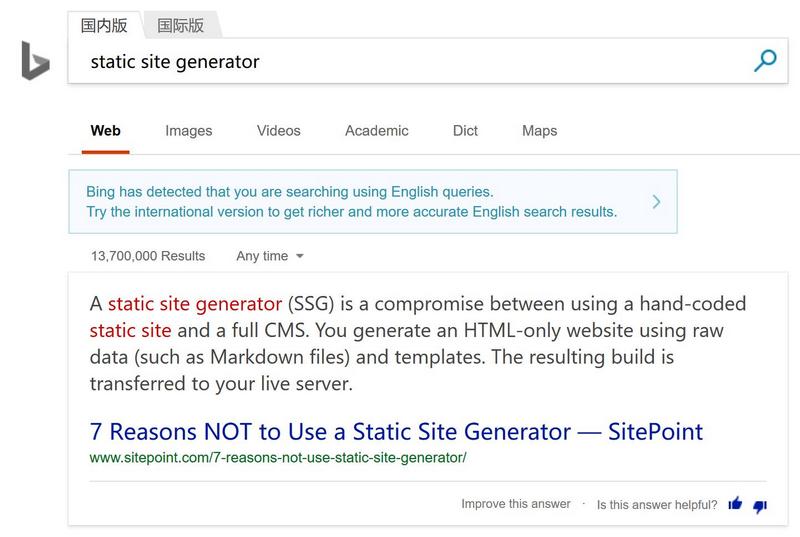 国内版 国际版
static site generator
Web Images Videos Academic Dict Maps
Bing has detected that you are searching using English queries.
Try the international version to get richer and more accurate English search results.
13,700,000 Results Any time
A static site generator (SSG) is a compromise between using a hand-coded
static site and a full CMS. You generate an HTML-only website using raw
data (such as Markdown files) and templates. The resulting build is
transferred to your live server.
7 Reasons NOT to Use a Static Site Generator — SitePoint
www.sitepoint.com/7-reasons-not-use-static-site-generator/
Improve this answer · Is this answer helpful?